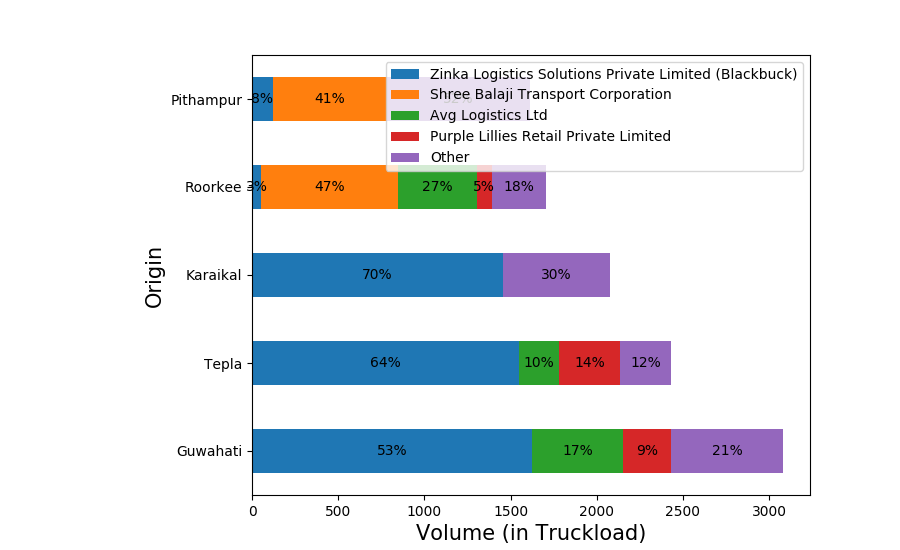 Zinka Logistics Solutions Private Limited (Blackbuck)
Shree Balaji Transport Corporation
Avg Logistics Ltd
Purple Lillies Retail Private Limited
Other
Pithampur
8%
41%
Roorkee
3%
47%
27%
5%
18%
Karaikal
70%
30%
Tepla
64%
10%
14%
12%
Guwahati
53%
17%
9%
21%
Origin
0 500 1000 1500 2000 2500 3000
Volume (in Truckload)